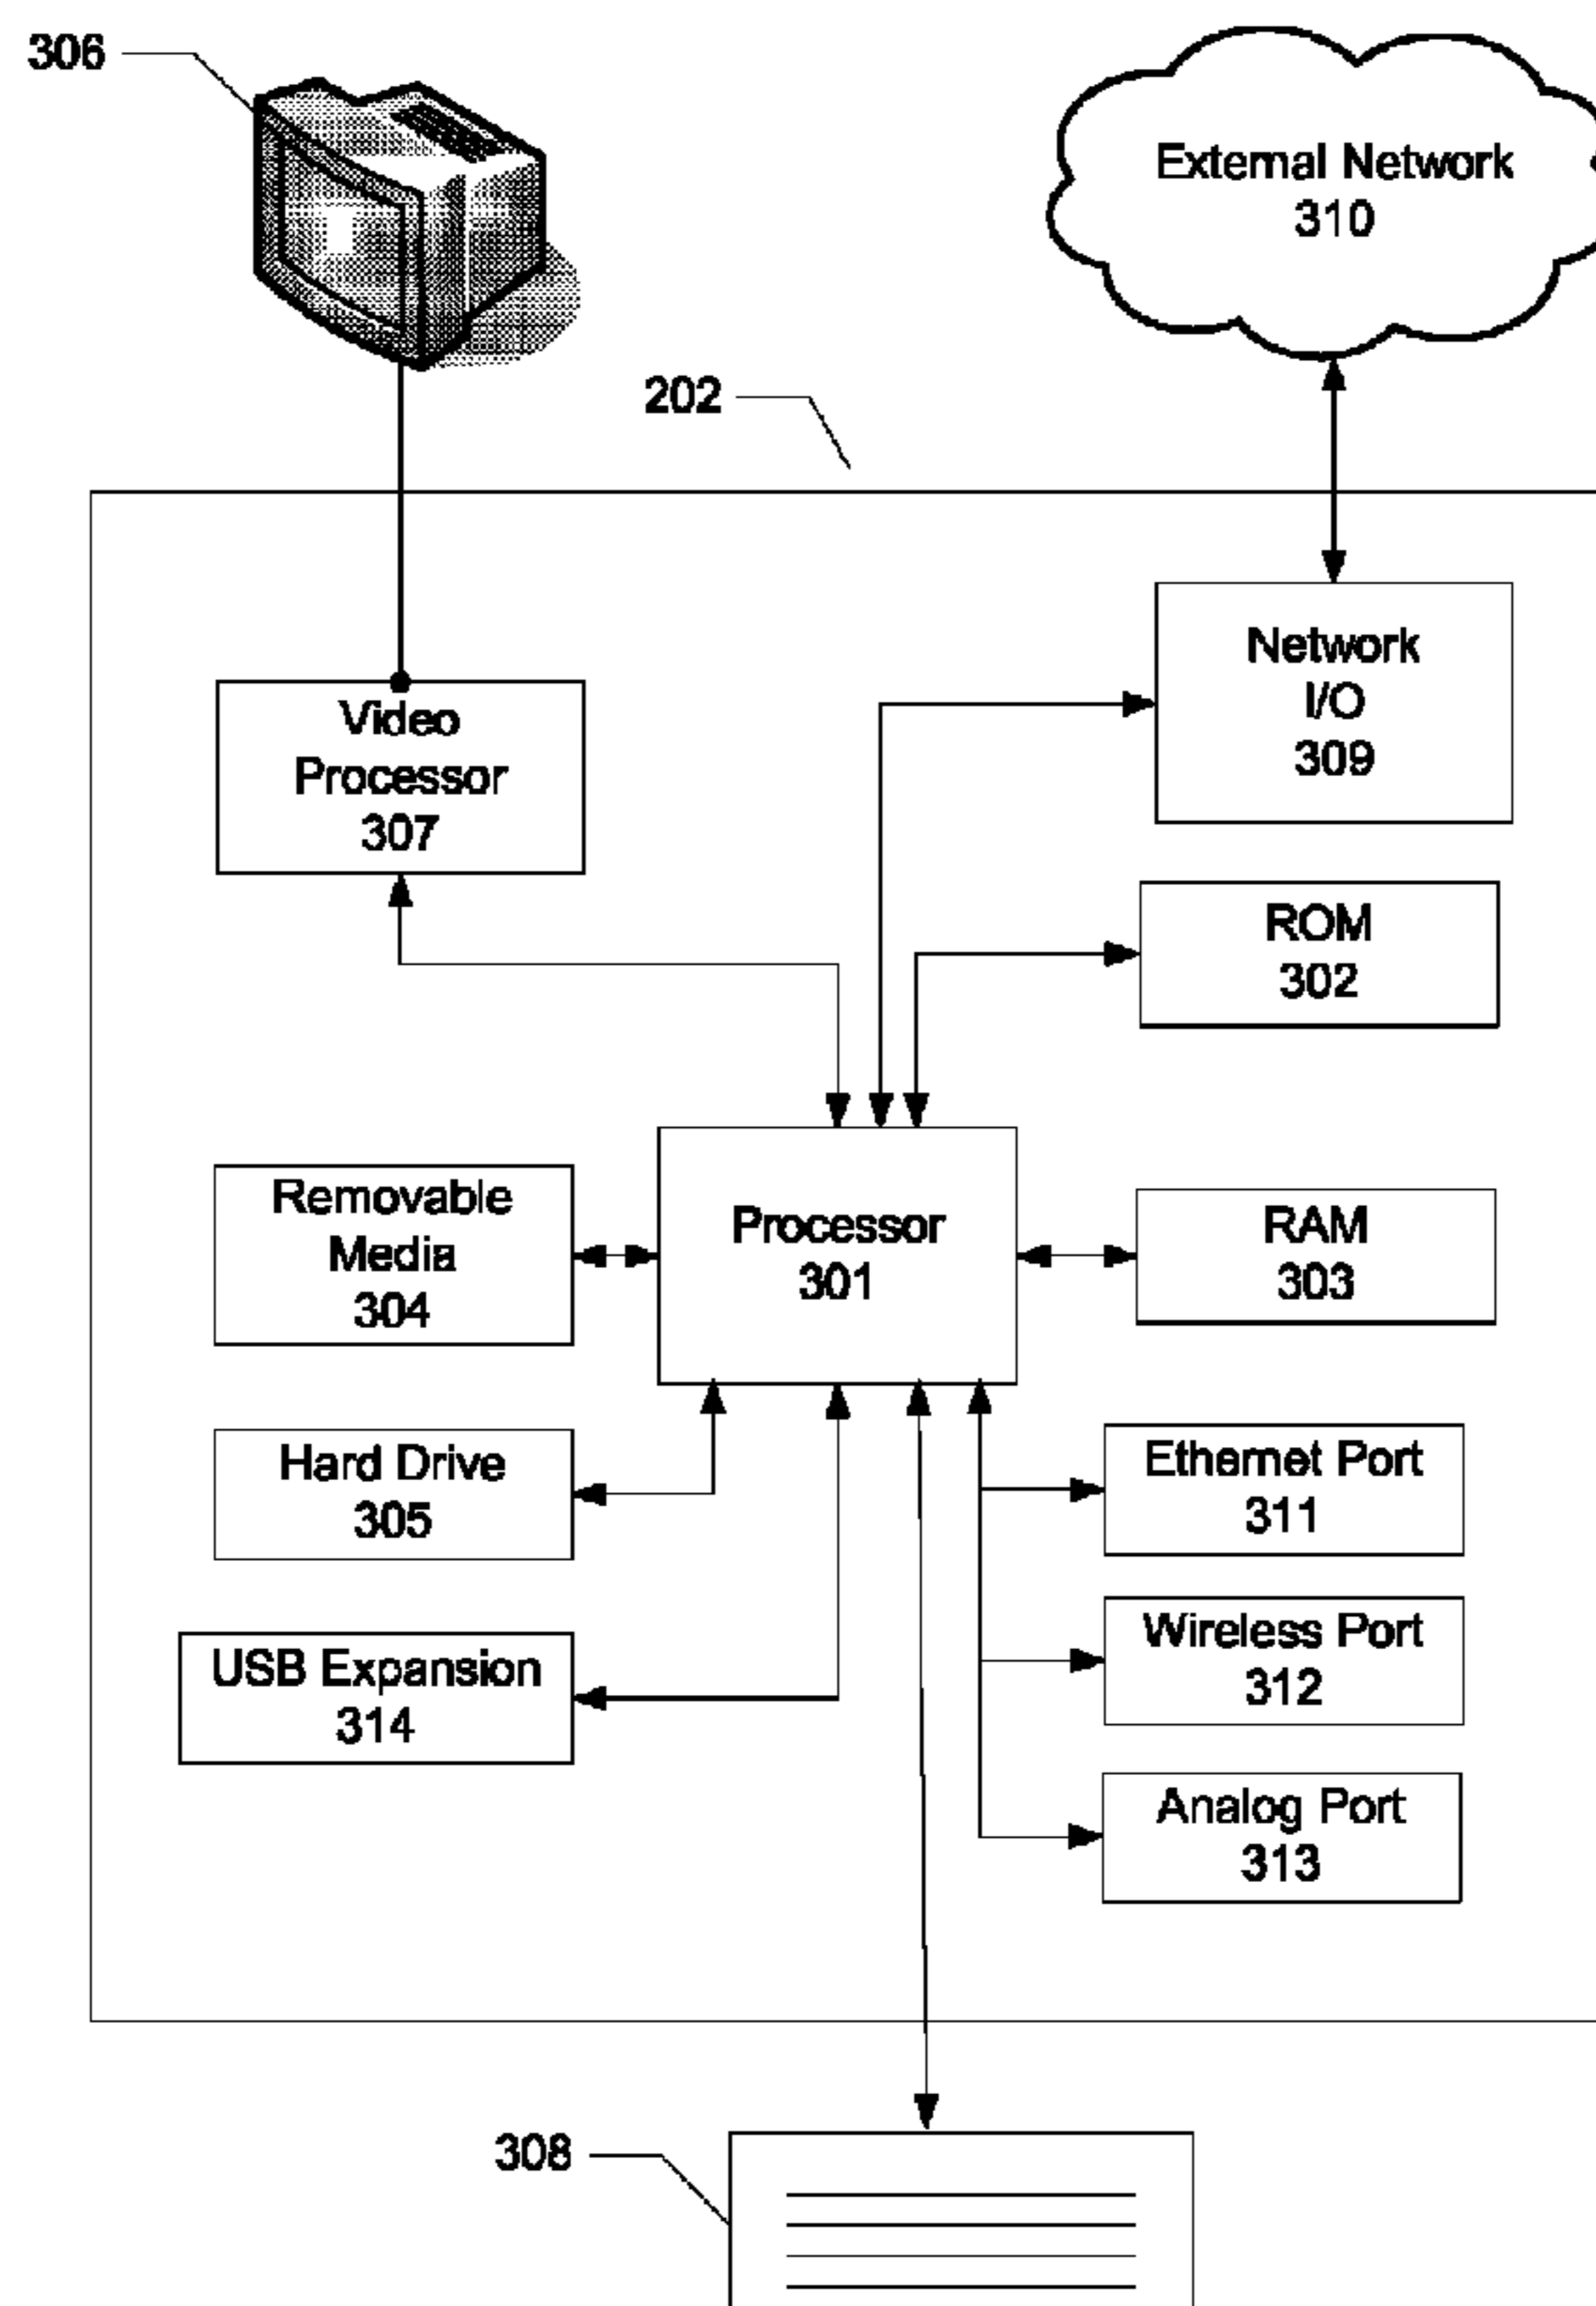 306
External Network
310
202
Network
I/O
309
Video
Processor
307
ROM
302
Removable
Media
304
Processor
301
RAM
303
Hard Drive
305
Ethernet Port
311
USB Expansion
314
Wireless Port
312
Analog Port
313
308